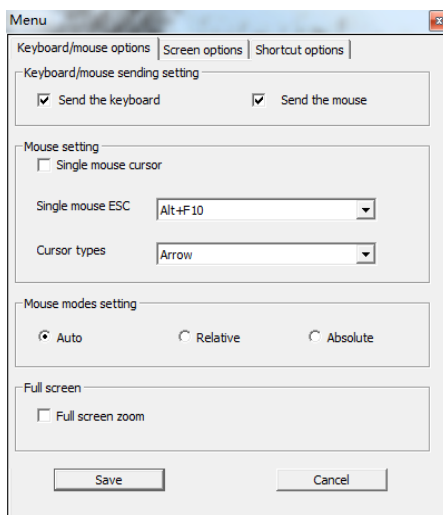 Menu
Keyboard/mouse options Screen options Shortcut options
Keyboard/mouse sending setting
Send the keyboard Send the mouse
Mouse setting
Single mouse cursor
Single mouse ESC Alt+F10
Cursor types Arrow
Mouse modes setting
Auto Relative Absolute
Full screen
Full screen zoom
Save Cancel